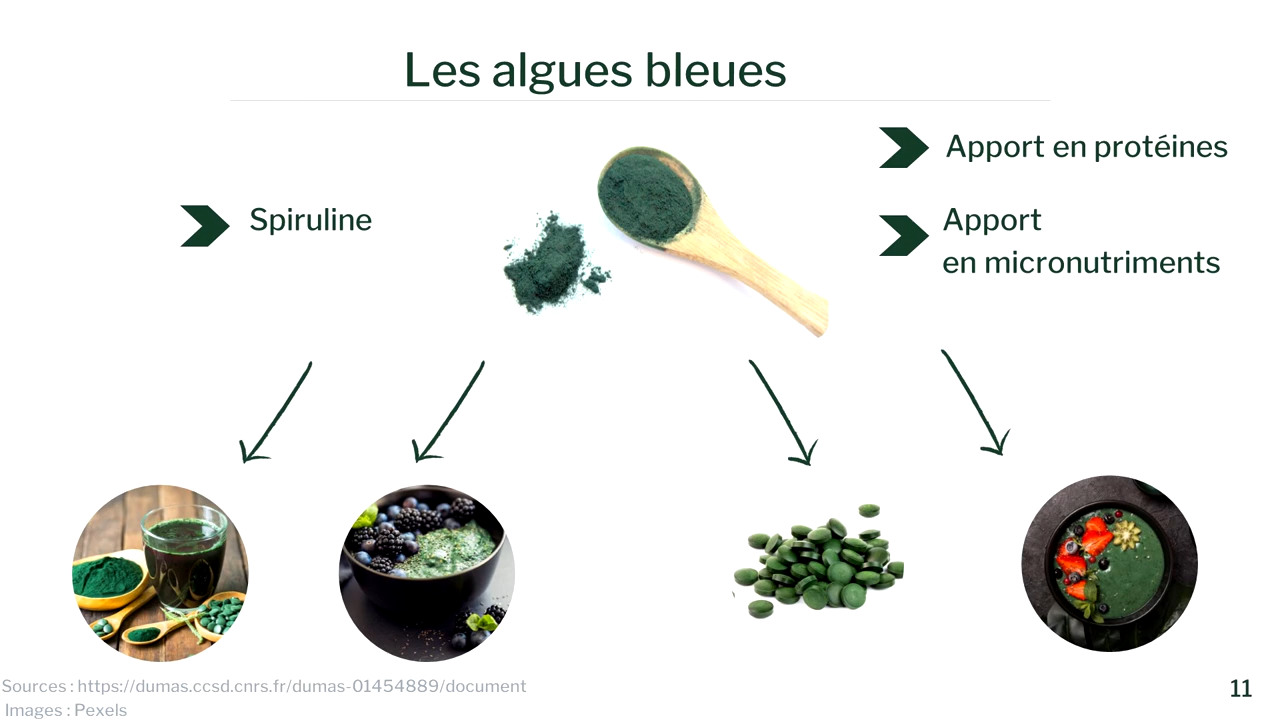 Les algues bleues
Spiruline
Apport en protéines
Apport
en micronutriments
Sources : https://dumas.ccsd.cnrs.fr/dumas-01454889/document
Images : Pexels
11